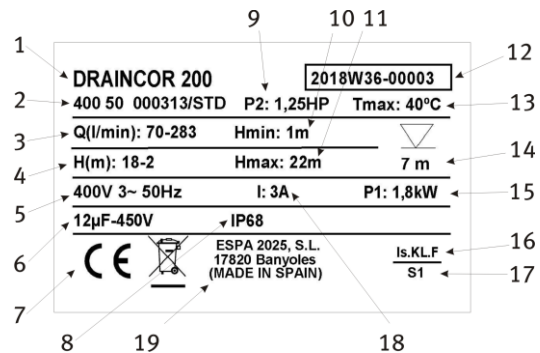 10 11
9
1 12
DRAINCOR 200 2018W36-00003
2 400 50 000313/STD P2: 1,25HP Tmax: 40ºC 13
3 Q(l/min): 70-283 Hmin: 1m
4 H(m): 18-2 Hmax: 22m 7 m 14
5 400V 3~ 50Hz I: 3A P1: 1,8kW 15
6 12µF-450V IP68
CE ESPA 2025, S.L.
17820 Banyoles
(MADE IN SPAIN)
Is.KL.F 16
S1 17
7 8 19 18